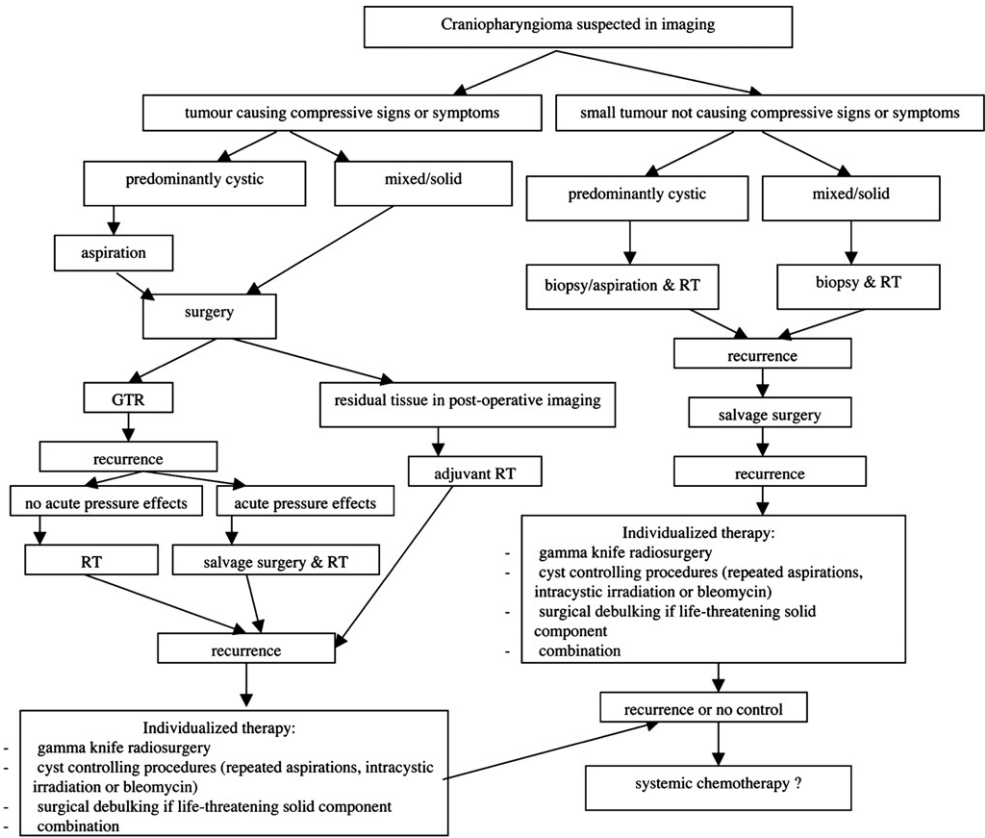 Craniopharyngioma suspected in imaging
tumour causing compressive signs or symptoms
small tumour not causing compressive signs or symptoms
predominantly cystic
mixed/solid
predominantly cystic
mixed/solid
aspiration
biopsy/aspiration & RT
biopsy & RT
surgery
recurrence
GTR
residual tissue in post-operative imaging
salvage surgery
recurrence
adjuvant RT
recurrence
no acute pressure effects
acute pressure effects
RT
salvage surgery & RT
Individualized therapy:
- gamma knife radiosurgery
- cyst controlling procedures (repeated aspirations,
intracystic irradiation or bleomycin)
- surgical debulking if life-threatening solid
component
- combination
recurrence
recurrence or no control
Individualized therapy:
- gamma knife radiosurgery
- cyst controlling procedures (repeated aspirations, intracystic
irradiation or bleomycin)
- surgical debulking if life-threatening solid component
- combination
systemic chemotherapy ?